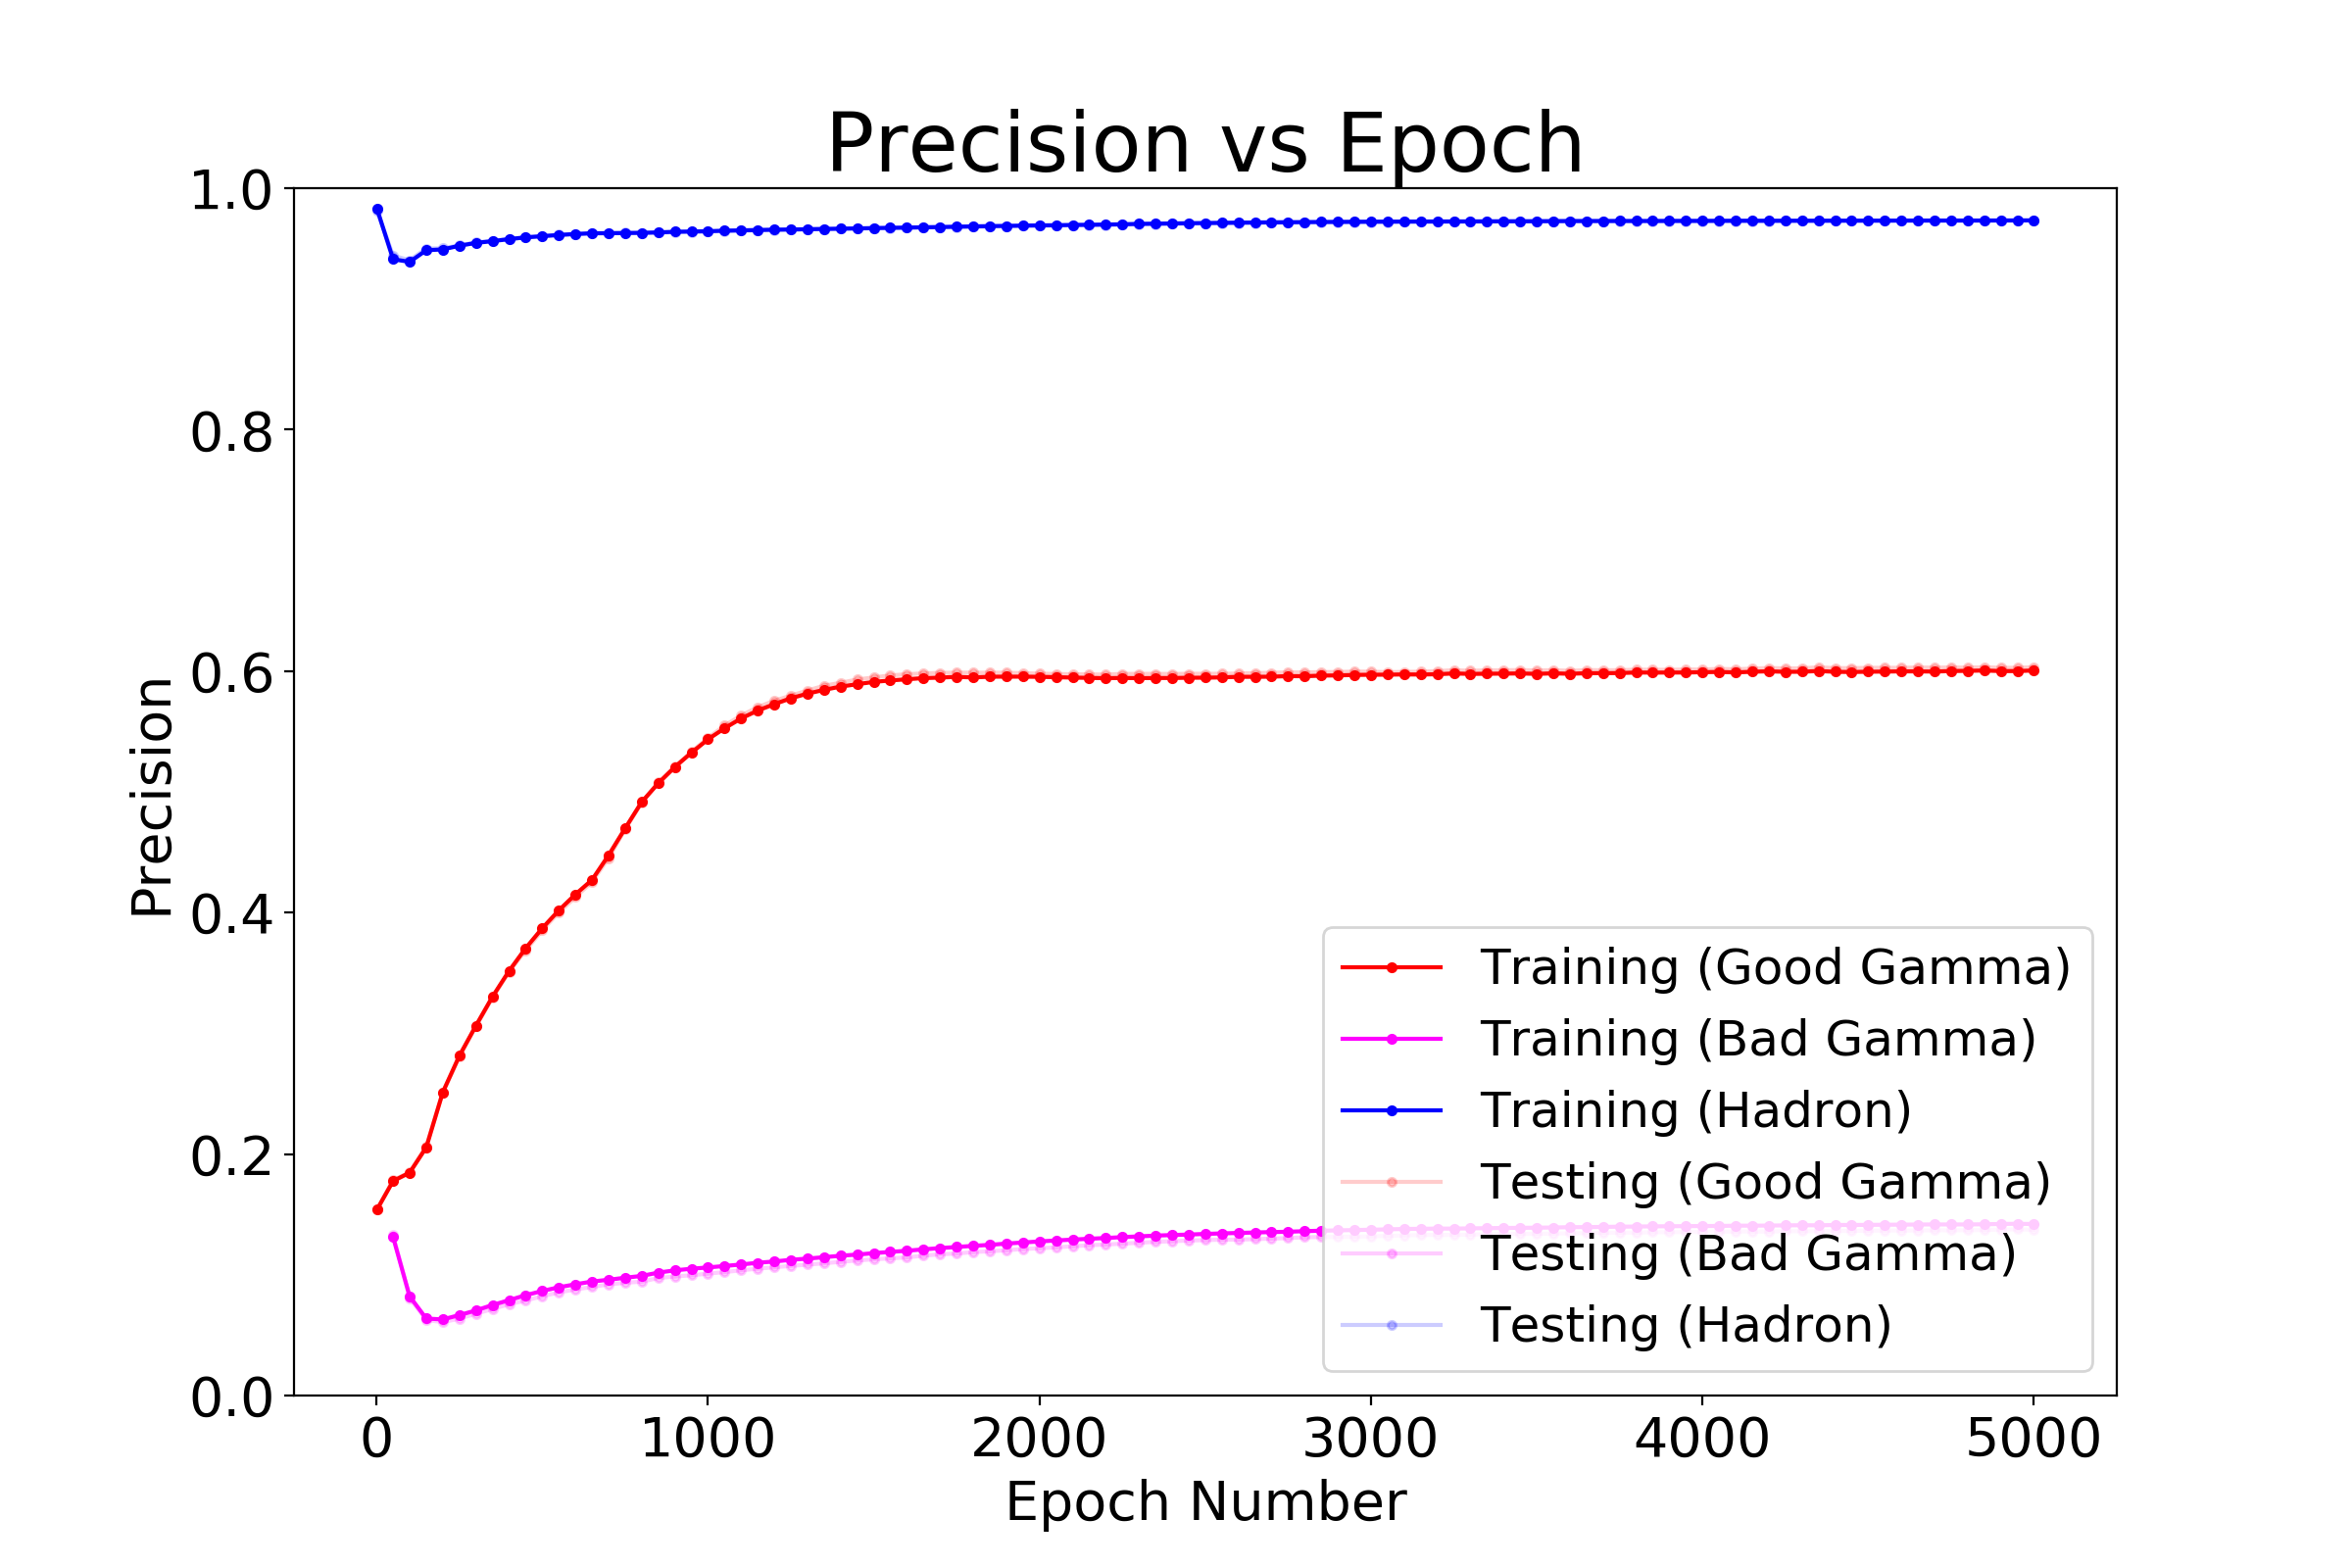 Precision vs Epoch
1.0
0.8
0.6
0.4
0.2
0.0
Precision
Training (Good Gamma)
Training (Bad Gamma)
Training (Hadron)
Testing (Good Gamma)
Testing (Bad Gamma)
Testing (Hadron)
0 1000 2000 3000 4000 5000
Epoch Number